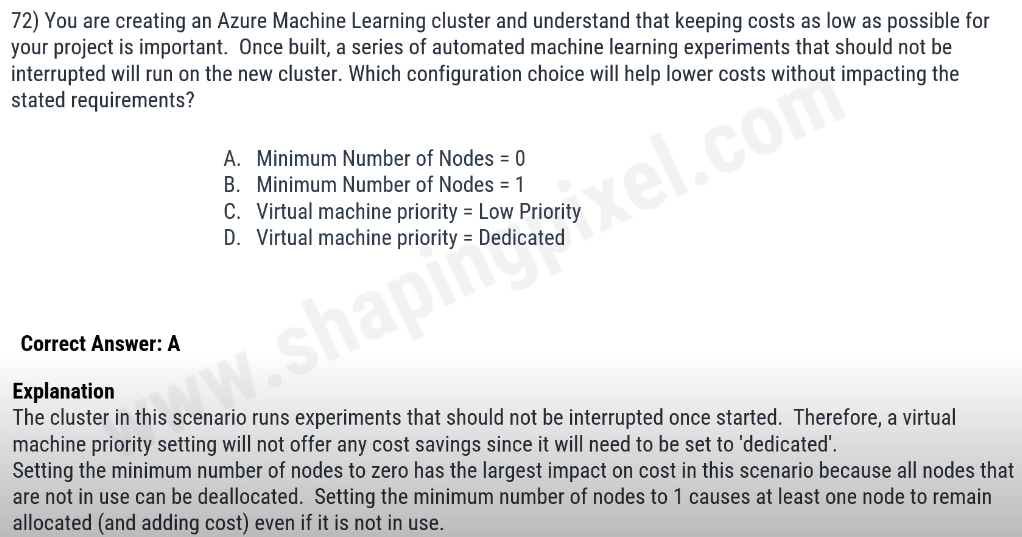 72) You are creating an Azure Machine Learning cluster and understand that keeping costs as low as possible for
your project is important.  Once built, a series of automated machine learning experiments that should not be
interrupted will run on the new cluster. Which configuration choice will help lower costs without impacting the
stated requirements?
A. Minimum Number of Nodes = 0
B. Minimum Number of Nodes = 1
C. Virtual machine priority = Low Priority
D. Virtual machine priority = Dedicated
www.shapingpixel.com
Correct Answer: A
Explanation
The cluster in this scenario runs experiments that should not be interrupted once started.  Therefore, a virtual
machine priority setting will not offer any cost savings since it will need to be set to 'dedicated'.
Setting the minimum number of nodes to zero has the largest impact on cost in this scenario because all nodes that
are not in use can be deallocated.  Setting the minimum number of nodes to 1 causes at least one node to remain
allocated (and adding cost) even if it is not in use.